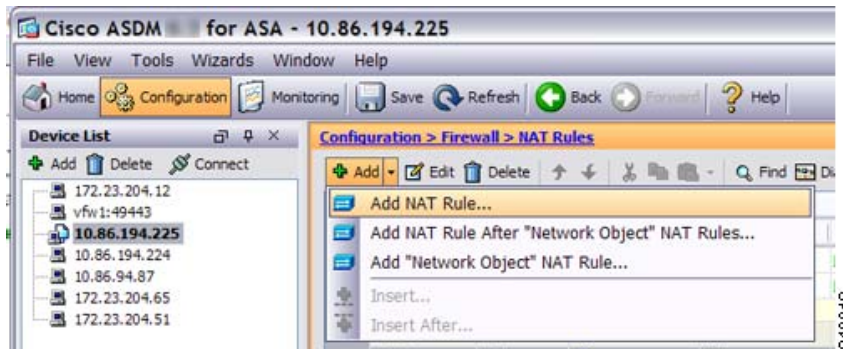 Cisco ASDM for ASA - 10.86.194.225
File View Tools Wizards Window Help
Home Configuration Monitoring Save Refresh Back Forward Help
Device List
Add Delete Connect
172.23.204.12
vfw1:49443
10.86.194.225
10.86.194.224
10.86.94.87
172.23.204.65
172.23.204.51
Configuration > Firewall > NAT Rules
Add Edit Delete Find
Add NAT Rule...
Add NAT Rule After "Network Object" NAT Rules...
Add "Network Object" NAT Rule...
Insert...
Insert After...